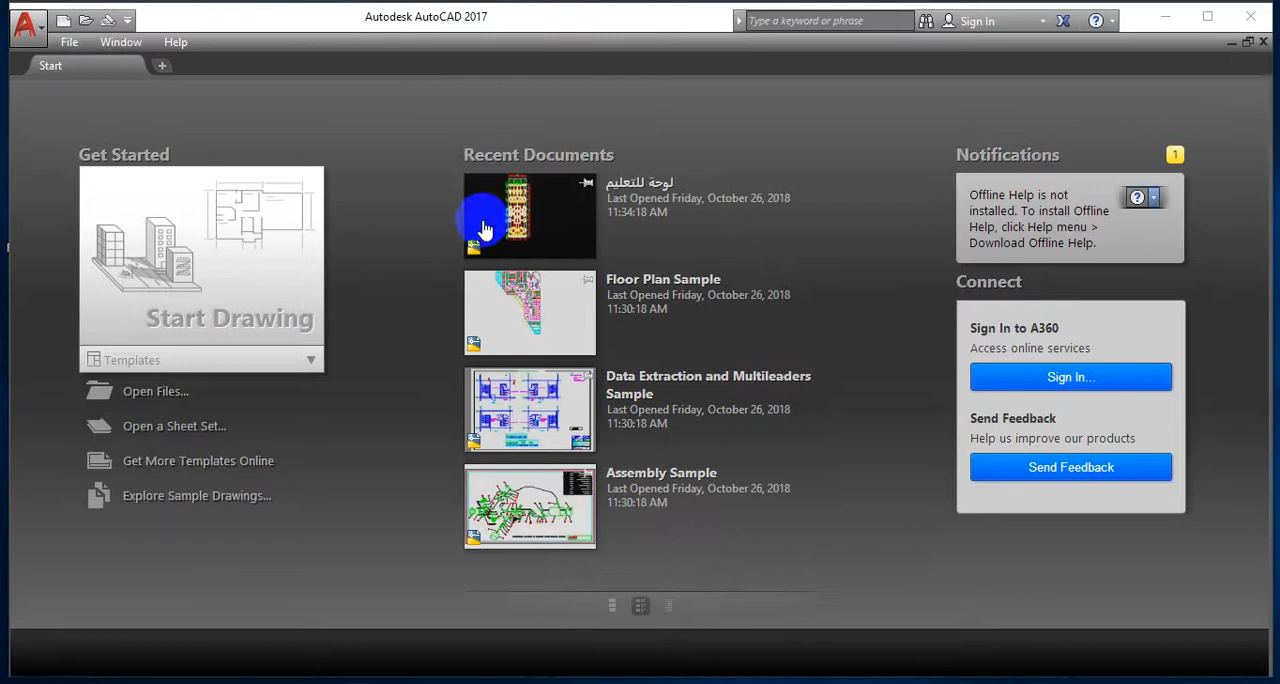 Autodesk AutoCAD 2017
Type a keyword or phrase
Sign In
File
Window
Help
Start
Get Started
Start Drawing
Templates
Open Files...
Open a Sheet Set...
Get More Templates Online
Explore Sample Drawings...
Recent Documents
لوحة للتعليم
Last Opened Friday, October 26, 2018
11:34:18 AM
Floor Plan Sample
Last Opened Friday, October 26, 2018
11:30:18 AM
Data Extraction and Multileaders
Sample
Last Opened Friday, October 26, 2018
11:30:18 AM
Assembly Sample
Last Opened Friday, October 26, 2018
11:30:18 AM
Notifications
1
Offline Help is not
installed. To install Offline
Help, click Help menu >
Download Offline Help.
Connect
Sign In to A360
Access online services
Sign In...
Send Feedback
Help us improve our products
Send Feedback